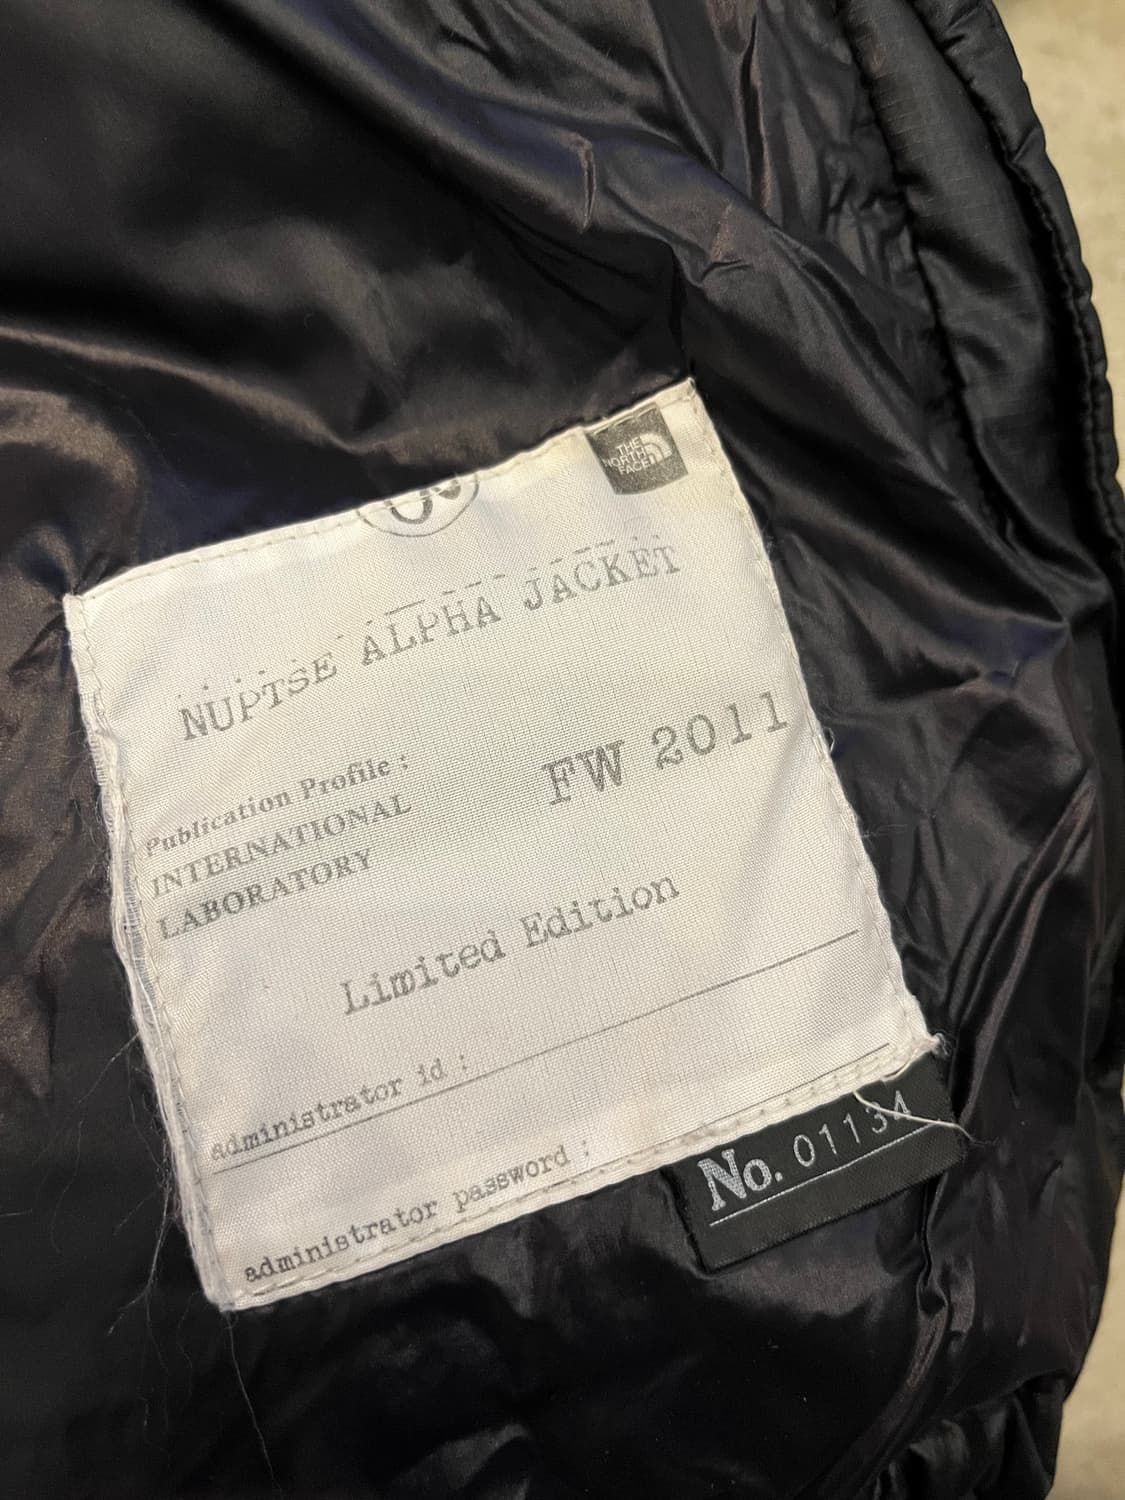 THE
NORTH
FACE
NUPTSE ALPHA JACKET
FW 2011
Publication Profile :
INTERNATIONAL
LABORATORY
Limited Edition
administrator id :
administrator password :
No. 01134